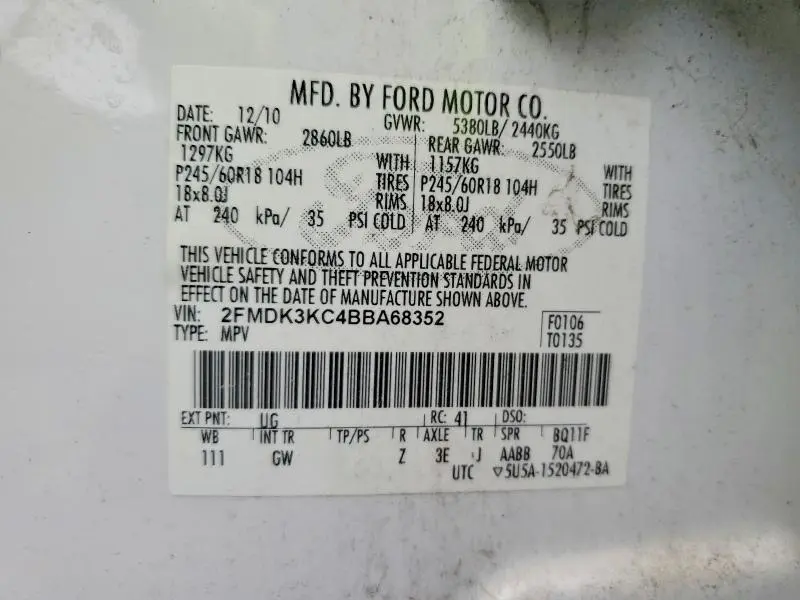 MFD. BY FORD MOTOR CO.
DATE: 12/10 GVWR: 5380LB/ 2440KG
FRONT GAWR: 2860LB REAR GAWR: 2550LB
1297KG WITH 1157KG WITH
P245/60R18 104H TIRES P245/60R18 104H TIRES
18x8.0J RIMS 18x8.0J RIMS
AT 240 kPa/ 35 PSI COLD AT 240 kPa/ 35 PSI COLD
THIS VEHICLE CONFORMS TO ALL APPLICABLE FEDERAL MOTOR
VEHICLE SAFETY AND THEFT PREVENTION STANDARDS IN
EFFECT ON THE DATE OF MANUFACTURE SHOWN ABOVE.
VIN: 2FMDK3KC4BBA68352 F0106
TYPE: MPV T0135
EXT PNT: UG RC: 41 DSO:
WB INT TR TP/PS R AXLE TR SPR BQ11F
111 GW Z 3E J AABB 70A
UTC ▽5U5A-1520472-BA